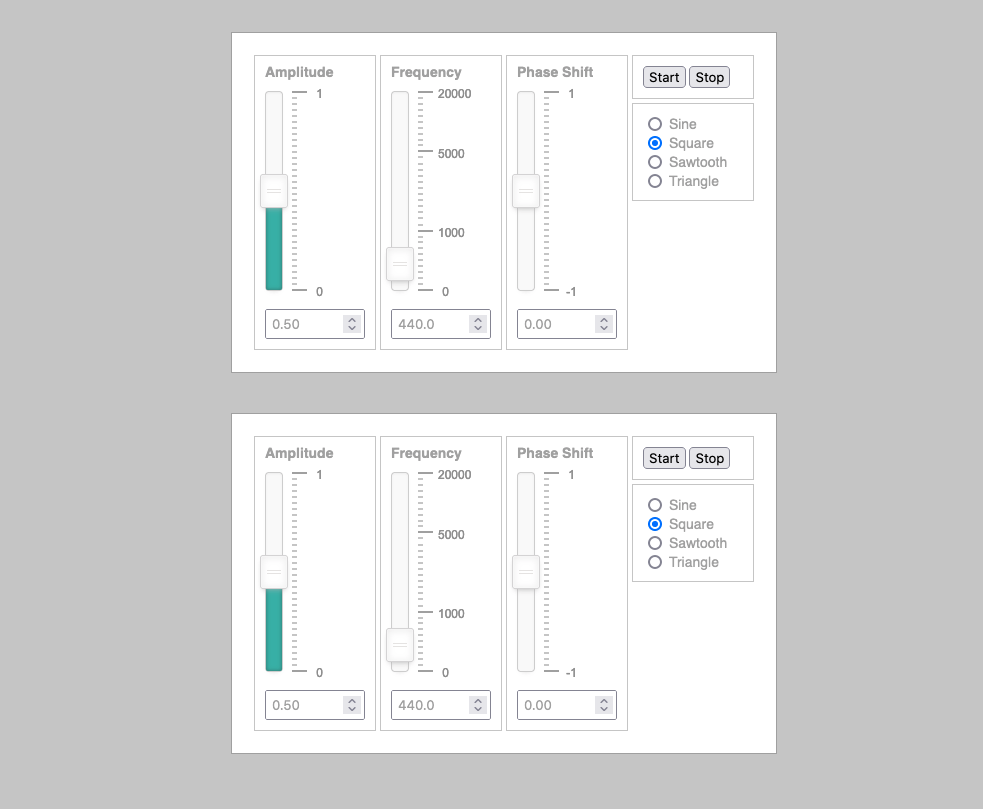 Amplitude Frequency Phase Shift Start Stop
1 20000 1
Sine
Square
5000 Sawtooth
Triangle
1000
0 0 -1
0.50 440.0 0.00
Amplitude Frequency Phase Shift Start Stop
1 20000 1
Sine
Square
5000 Sawtooth
Triangle
1000
0 0 -1
0.50 440.0 0.00